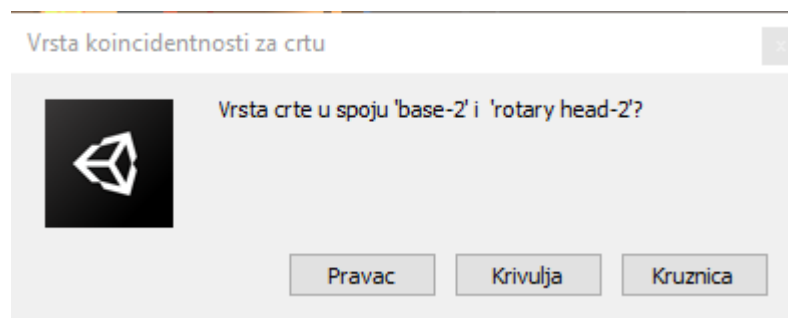 Vrsta koincidentnosti za crtu
Vrsta crte u spoju 'base-2' i  'rotary head-2'?
Pravac
Krivulja
Kruznica